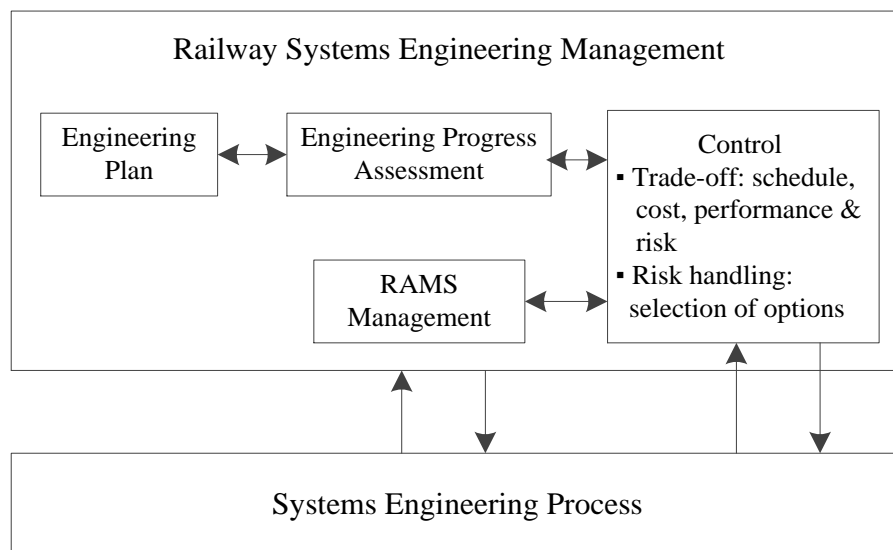 Railway Systems Engineering Management
Engineering
Plan
Engineering Progress
Assessment
Control
▪ Trade-off: schedule,
cost, performance &
risk
▪ Risk handling:
selection of options
RAMS
Management
Systems Engineering Process